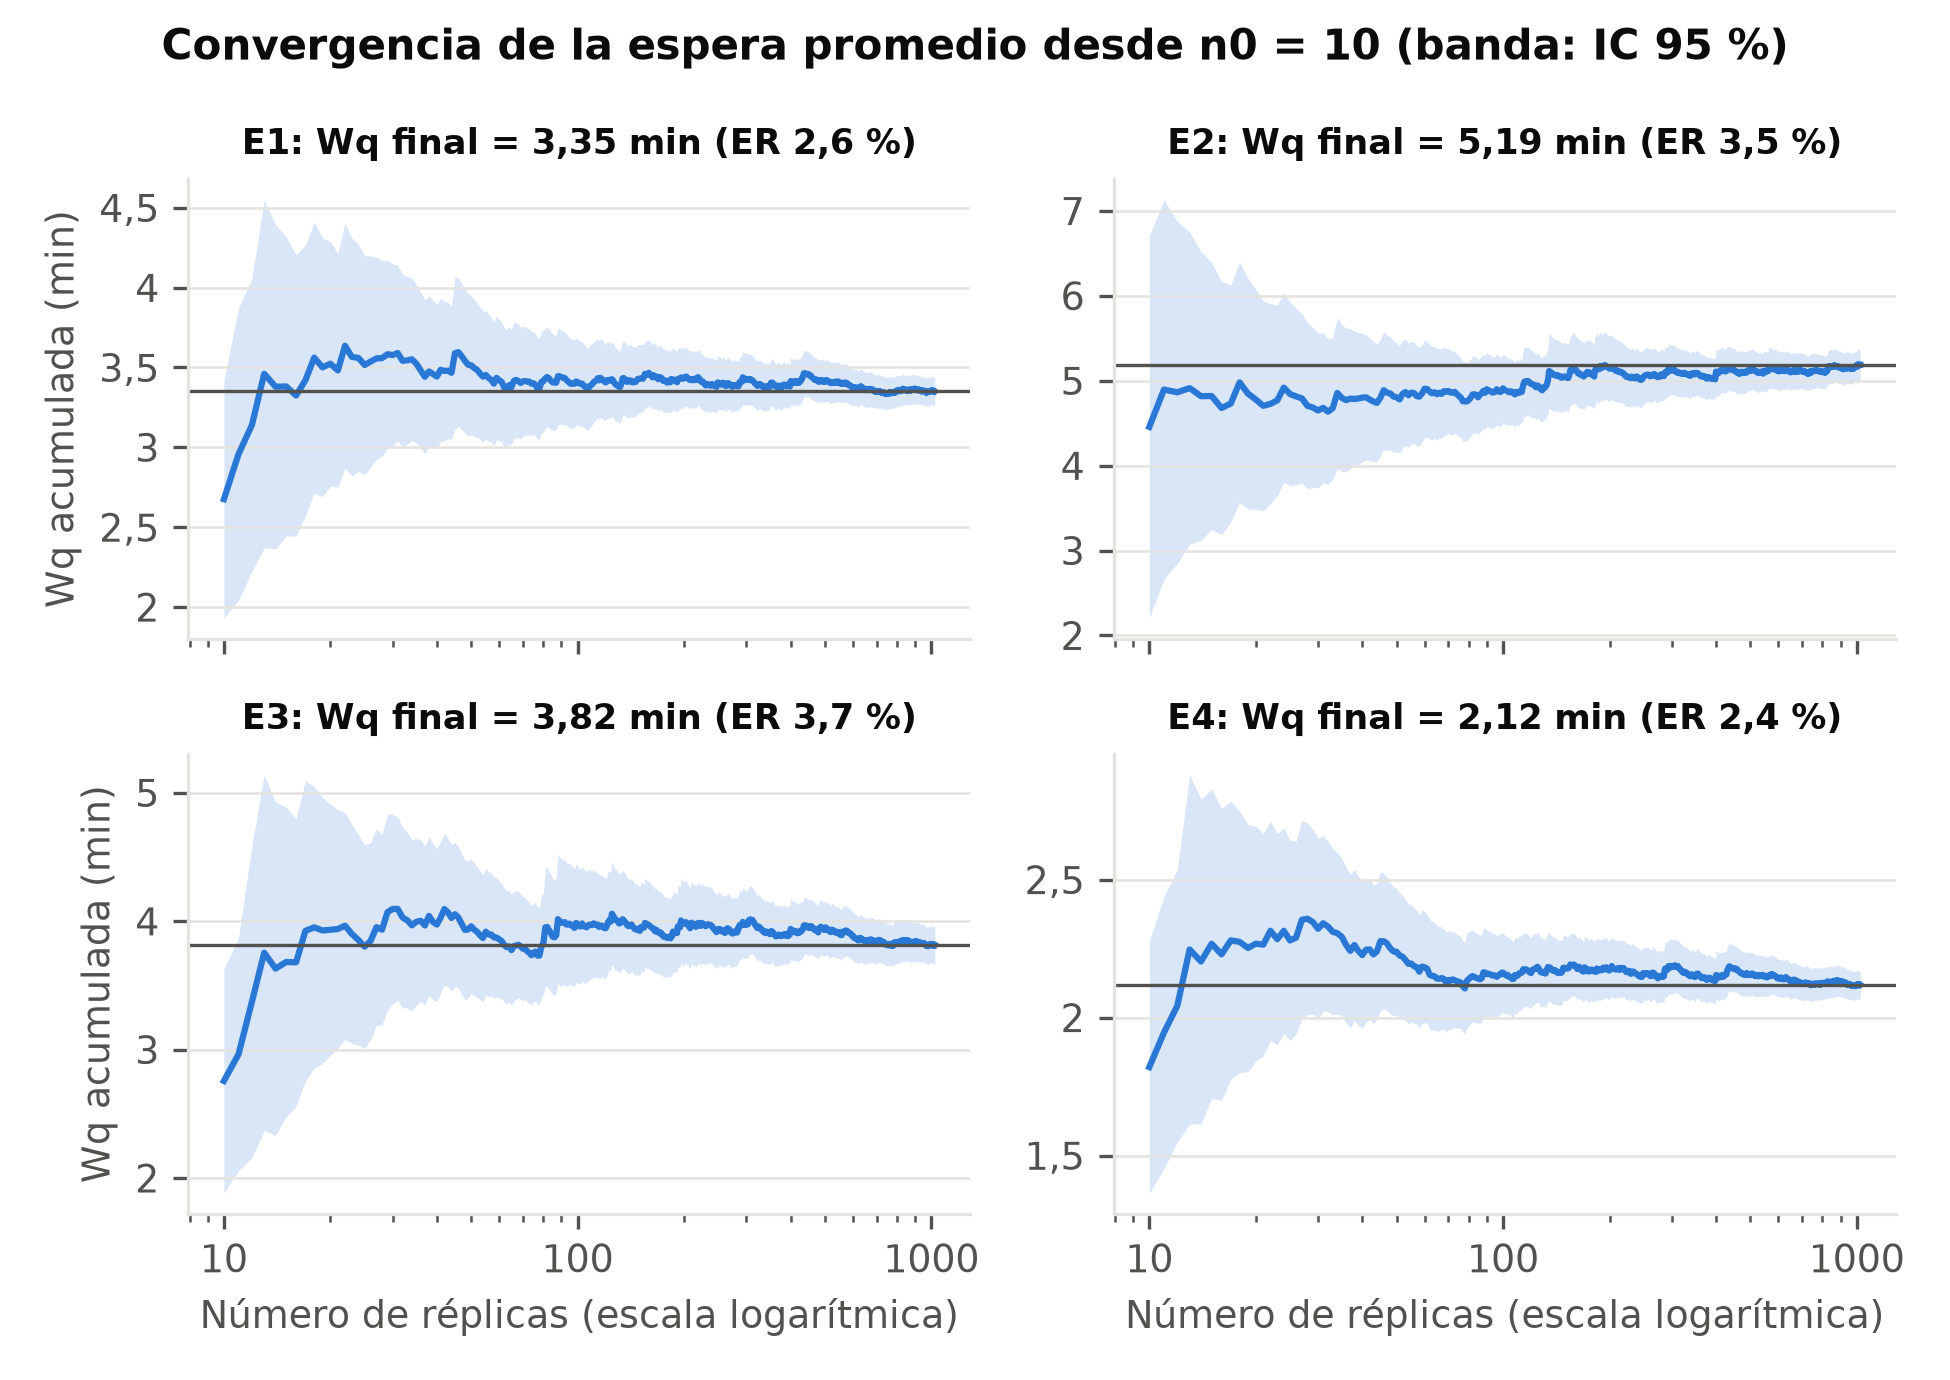 Convergencia de la espera promedio desde n0 = 10 (banda: IC 95 %)
E1: Wq final = 3,35 min (ER 2,6 %)
Wq acumulada (min)
4,5
4
3,5
3
2,5
2
E2: Wq final = 5,19 min (ER 3,5 %)
7
6
5
4
3
2
E3: Wq final = 3,82 min (ER 3,7 %)
Wq acumulada (min)
5
4
3
2
10 100 1000
Número de réplicas (escala logarítmica)
E4: Wq final = 2,12 min (ER 2,4 %)
2,5
2
1,5
10 100 1000
Número de réplicas (escala logarítmica)